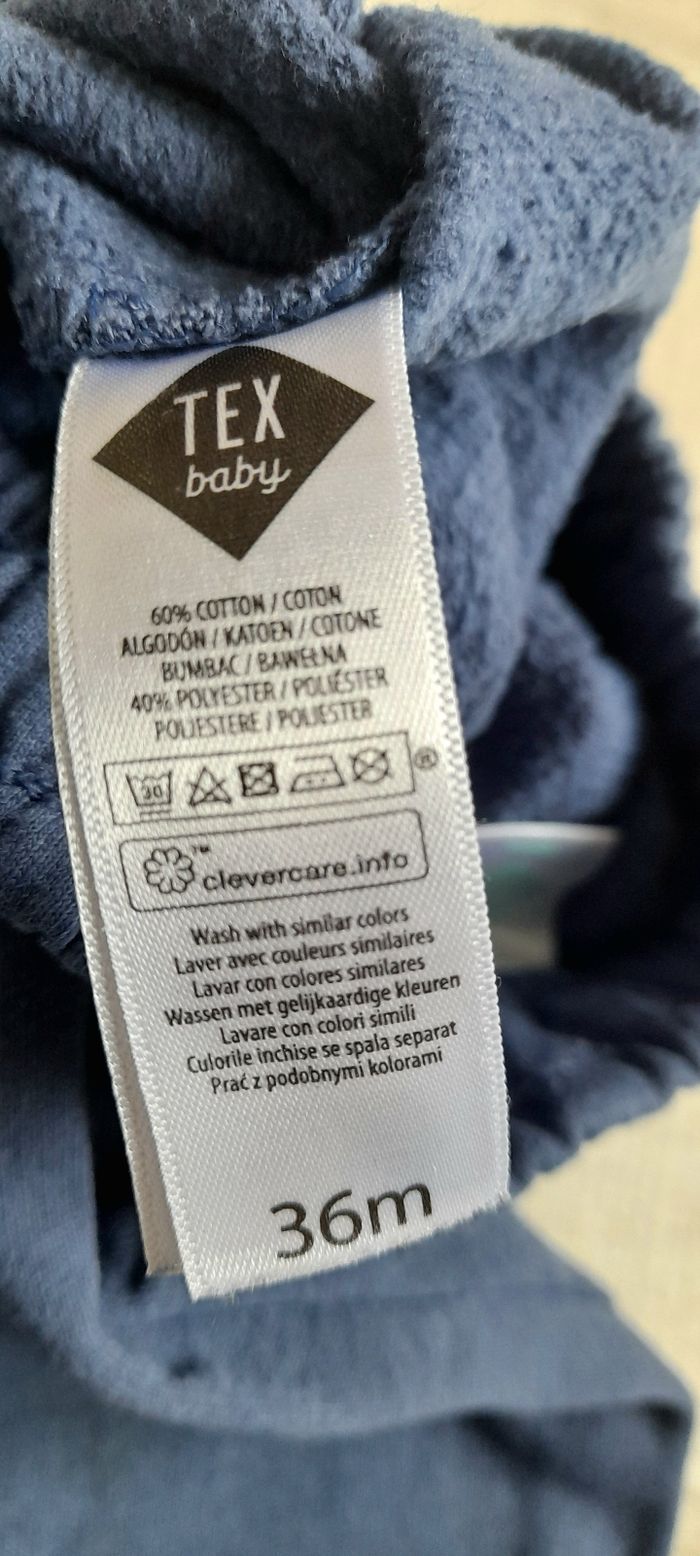 TEX
baby
60% COTTON / COTON
ALGODÓN / KATOEN / COTONE
BUMBAC / BAWEŁNA
40% POLYESTER / POLIÉSTER
POLIESTERE / POLIESTER
30
®
™
clevercare.info
Wash with similar colors
Laver avec couleurs similaires
Lavar con colores similares
Wassen met gelijkaardige kleuren
Lavare con colori simili
Culorile inchise se spala separat
Prać z podobnymi kolorami
36m